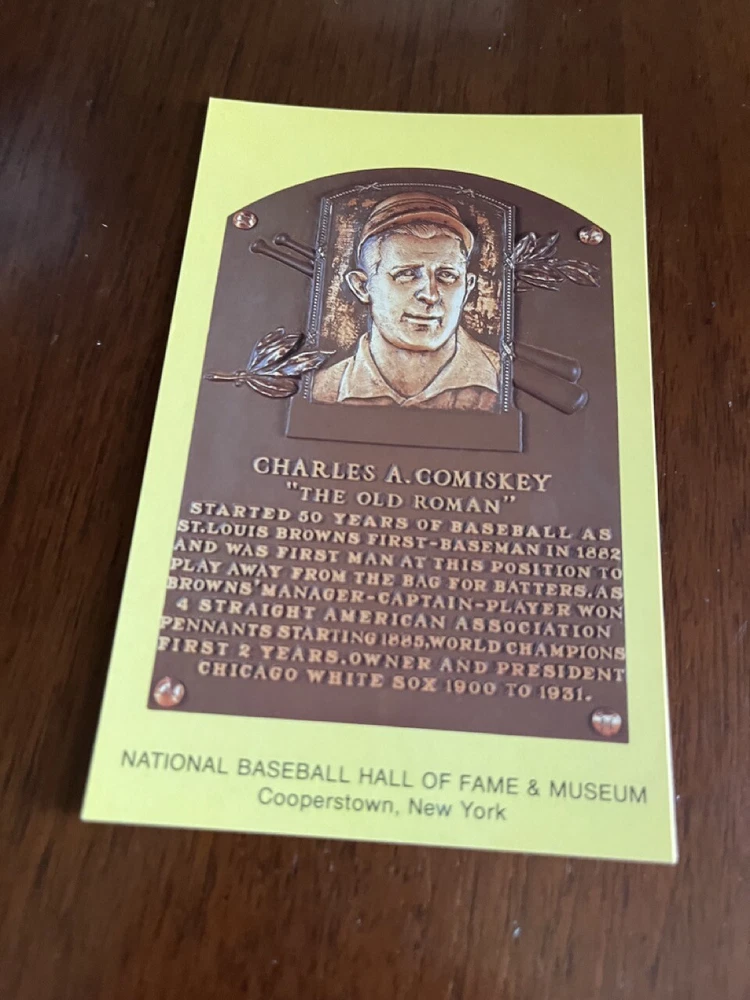 CHARLES A. COMISKEY
"THE OLD ROMAN"
STARTED 50 YEARS OF BASEBALL AS
ST.LOUIS BROWNS FIRST-BASEMAN IN 1882
AND WAS FIRST MAN AT THIS POSITION TO
PLAY AWAY FROM THE BAG FOR BATTERS. AS
BROWNS' MANAGER-CAPTAIN-PLAYER WON
4 STRAIGHT AMERICAN ASSOCIATION
PENNANTS STARTING 1885, WORLD CHAMPIONS
FIRST 2 YEARS. OWNER AND PRESIDENT
CHICAGO WHITE SOX 1900 TO 1931.
NATIONAL BASEBALL HALL OF FAME & MUSEUM
Cooperstown, New York